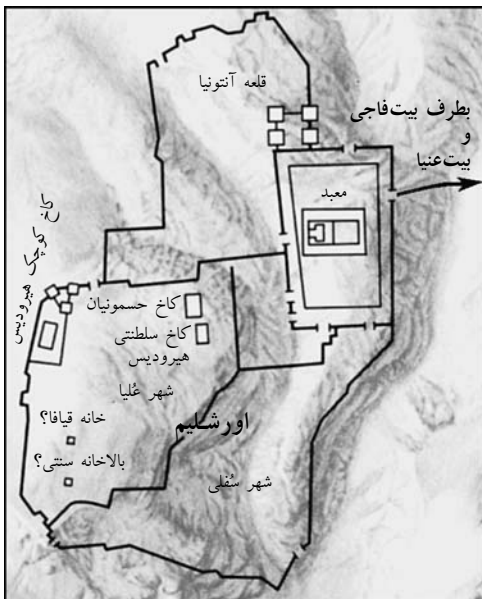 قلعه آنتونیا
بطرف بیت‌فاجی
و
بیت‌عنیا
معبد
کاخ کوچک هیرودیس
کاخ حسمونیان
کاخ سلطنتی
هیرودیس
شهر عُلیا
خانه قیافا؟
اورشلیم
بالاخانه سنتی؟
شهر سُفلی